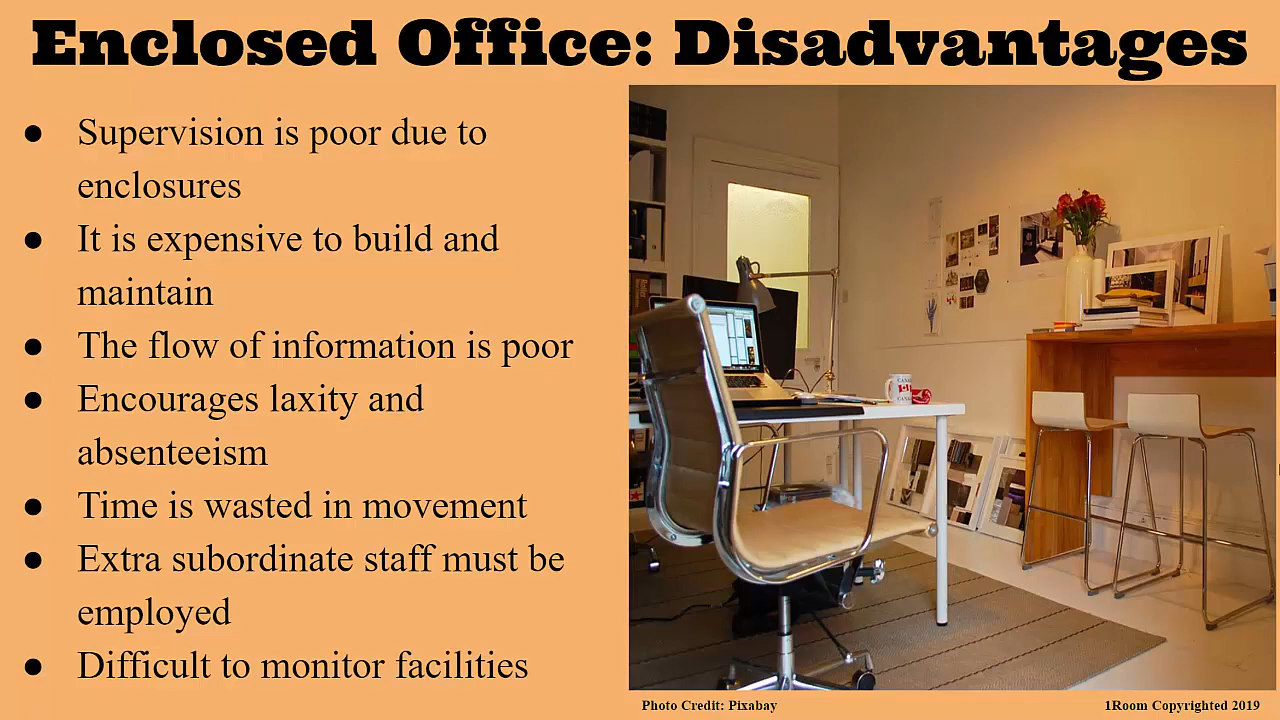 Enclosed Office: Disadvantages
● Supervision is poor due to
enclosures
● It is expensive to build and
maintain
● The flow of information is poor
● Encourages laxity and
absenteeism
● Time is wasted in movement
● Extra subordinate staff must be
employed
● Difficult to monitor facilities
CANADA
Photo Credit: Pixabay
1Room Copyrighted 2019